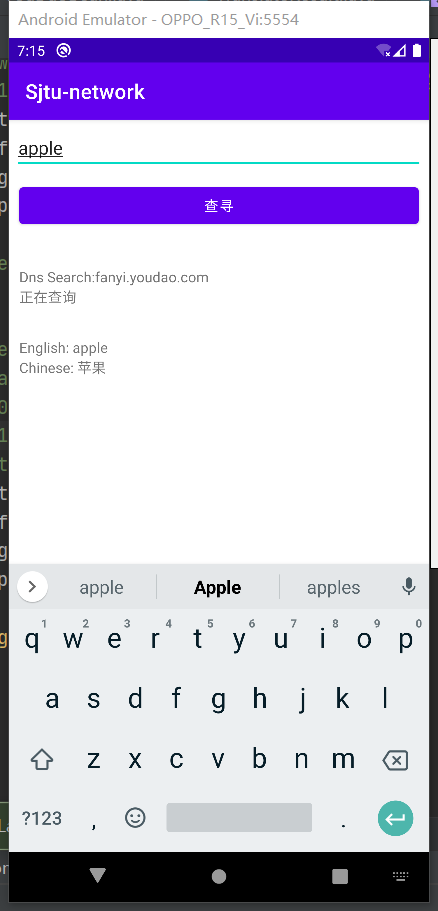 Android Emulator - OPPO_R15_Vi:5554
7:15
Sjtu-network
apple
查寻
Dns Search:fanyi.youdao.com
正在查询
English: apple
Chinese: 苹果
apple Apple apples
1 2 3 4 5 6 7 8 9 0
q w e r t y u i o p
a s d f g h j k l
z x c v b n m
?123 , .